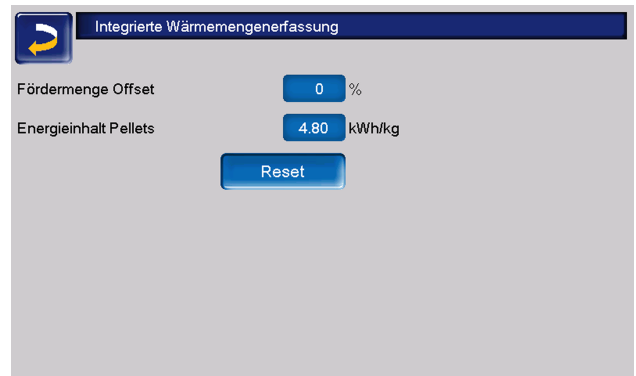 Integrierte Wärmemengenerfassung
Fördermenge Offset 0 %
Energieinhalt Pellets 4.80 kWh/kg
Reset